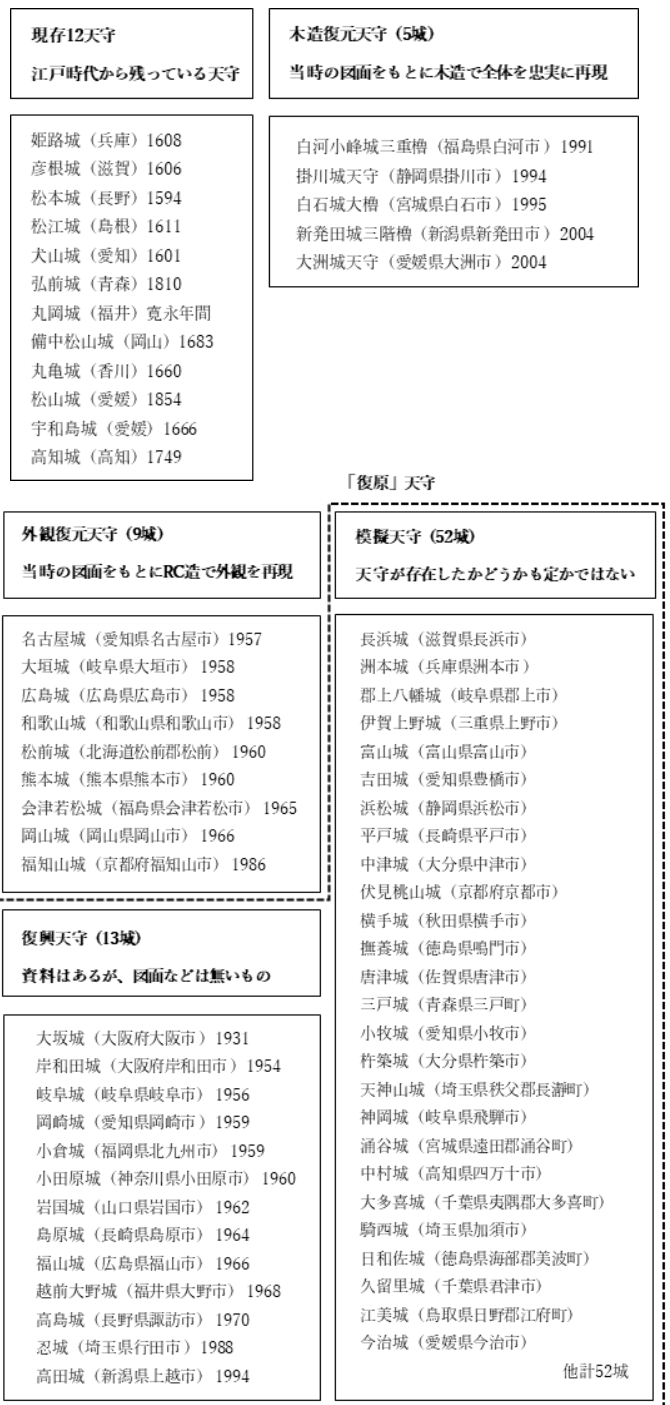 現存12天守
江戸時代から残っている天守
姫路城（兵庫）1608
彦根城（滋賀）1606
松本城（長野）1594
松江城（島根）1611
犬山城（愛知）1601
弘前城（青森）1810
丸岡城（福井）寛永年間
備中松山城（岡山）1683
丸亀城（香川）1660
松山城（愛媛）1854
宇和島城（愛媛）1666
高知城（高知）1749
木造復元天守（5城）
当時の図面をもとに木造で全体を忠実に再現
白河小峰城三重櫓（福島県白河市）1991
掛川城天守（静岡県掛川市）1994
白石城大櫓（宮城県白石市）1995
新発田城三階櫓（新潟県新発田市）2004
大洲城天守（愛媛県大洲市）2004
「復原」天守
外観復元天守（9城）
当時の図面をもとにRC造で外観を再現
名古屋城（愛知県名古屋市）1957
大垣城（岐阜県大垣市）1958
広島城（広島県広島市）1958
和歌山城（和歌山県和歌山市）1958
松前城（北海道松前郡松前）1960
熊本城（熊本県熊本市）1960
会津若松城（福島県会津若松市）1965
岡山城（岡山県岡山市）1966
福知山城（京都府福知山市）1986
復興天守（13城）
資料はあるが、図面などは無いもの
大坂城（大阪府大阪市）1931
岸和田城（大阪府岸和田市）1954
岐阜城（岐阜県岐阜市）1956
岡崎城（愛知県岡崎市）1959
小倉城（福岡県北九州市）1959
小田原城（神奈川県小田原市）1960
岩国城（山口県岩国市）1962
島原城（長崎県島原市）1964
福山城（広島県福山市）1966
越前大野城（福井県大野市）1968
高島城（長野県諏訪市）1970
忍城（埼玉県行田市）1988
高田城（新潟県上越市）1994
模擬天守（52城）
天守が存在したかどうかも定かではない
長浜城（滋賀県長浜市）
洲本城（兵庫県洲本市）
郡上八幡城（岐阜県郡上市）
伊賀上野城（三重県上野市）
富山城（富山県富山市）
吉田城（愛知県豊橋市）
浜松城（静岡県浜松市）
平戸城（長崎県平戸市）
中津城（大分県中津市）
伏見桃山城（京都府京都市）
横手城（秋田県横手市）
撫養城（徳島県鳴門市）
唐津城（佐賀県唐津市）
三戸城（青森県三戸町）
小牧城（愛知県小牧市）
杵築城（大分県杵築市）
天神山城（埼玉県秩父郡長瀞町）
神岡城（岐阜県飛騨市）
涌谷城（宮城県遠田郡涌谷町）
中村城（高知県四万十市）
大多喜城（千葉県夷隅郡大多喜町）
騎西城（埼玉県加須市）
日和佐城（徳島県海部郡美波町）
久留里城（千葉県君津市）
江美城（鳥取県日野郡江府町）
今治城（愛媛県今治市）
他計52城